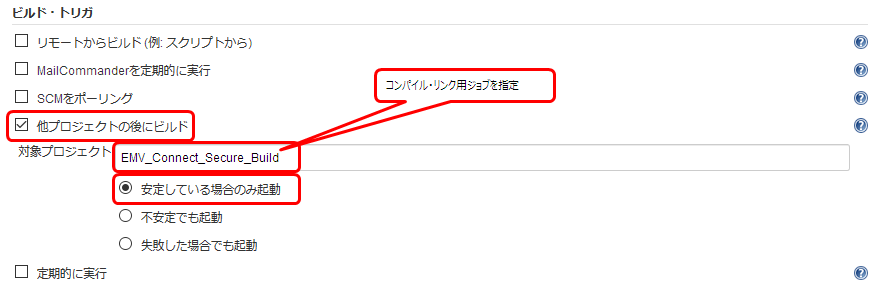 ビルド・トリガ
リモートからビルド (例: スクリプトから)
MailCommanderを定期的に実行
コンパイル・リンク用ジョブを指定
SCMをポーリング
他プロジェクトの後にビルド
対象プロジェクト EMV_Connect_Secure_Build
安定している場合のみ起動
不安定でも起動
失敗した場合でも起動
定期的に実行